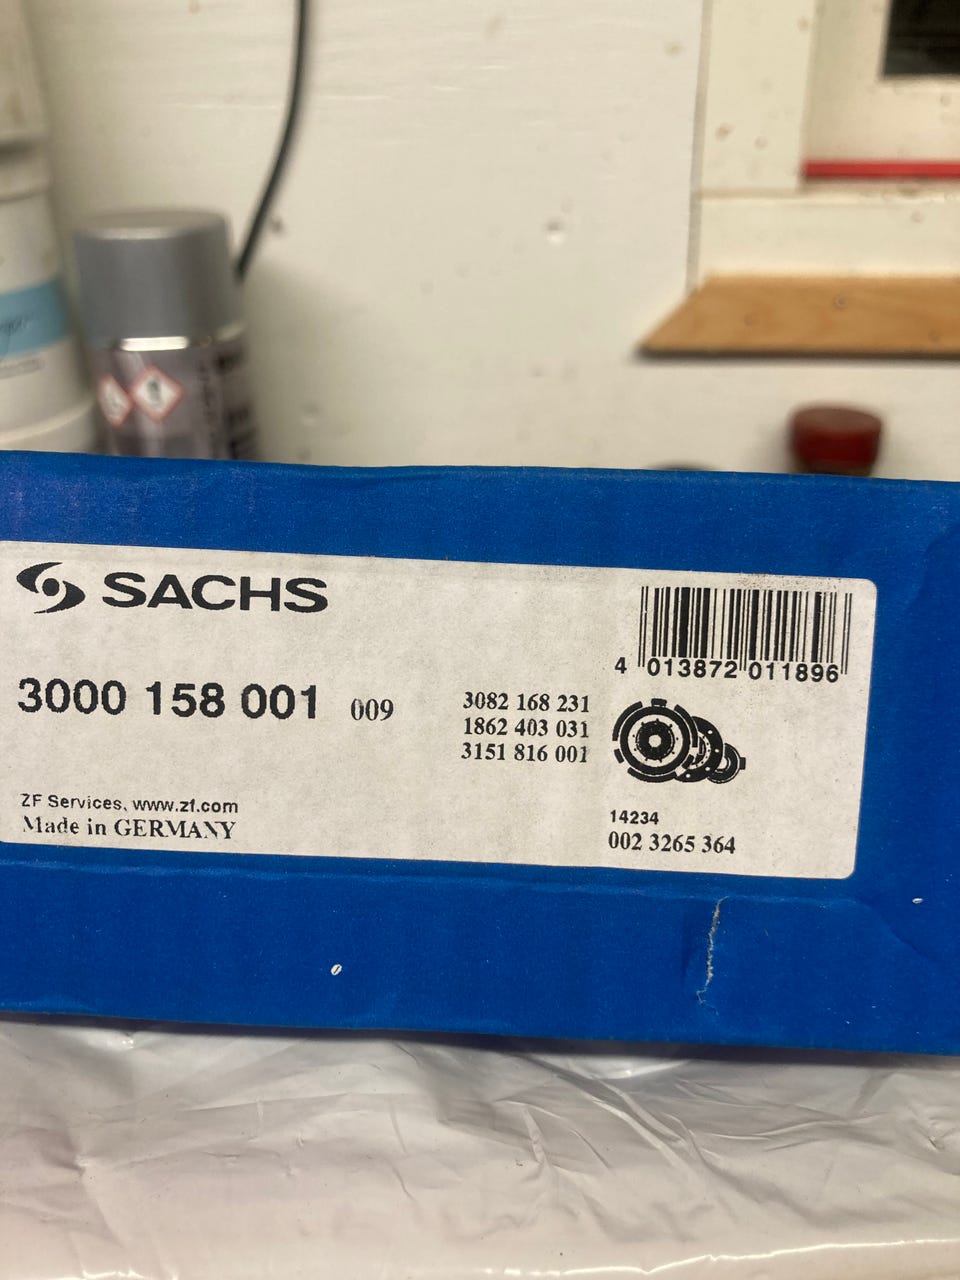 SACHS
4 013872 011896
3000 158 001 009
3082 168 231
1862 403 031
3151 816 001
ZF Services, www.zf.com
Made in GERMANY
14234
002 3265 364